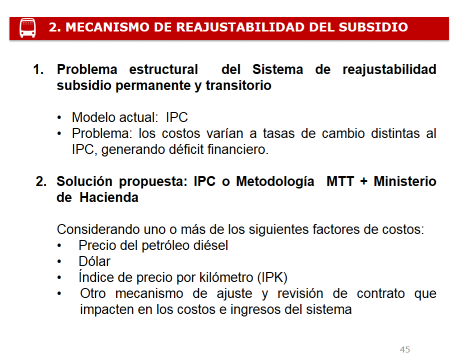 2. MECANISMO DE REAJUSTABILIDAD DEL SUBSIDIO
1. Problema estructural del Sistema de reajustabilidad
subsidio permanente y transitorio
• Modelo actual: IPC
• Problema: los costos varían a tasas de cambio distintas al
IPC, generando déficit financiero.
2. Solución propuesta: IPC o Metodología MTT + Ministerio
de Hacienda
Considerando uno o más de los siguientes factores de costos:
• Precio del petróleo diésel
• Dólar
• Índice de precio por kilómetro (IPK)
• Otro mecanismo de ajuste y revisión de contrato que
impacten en los costos e ingresos del sistema
45